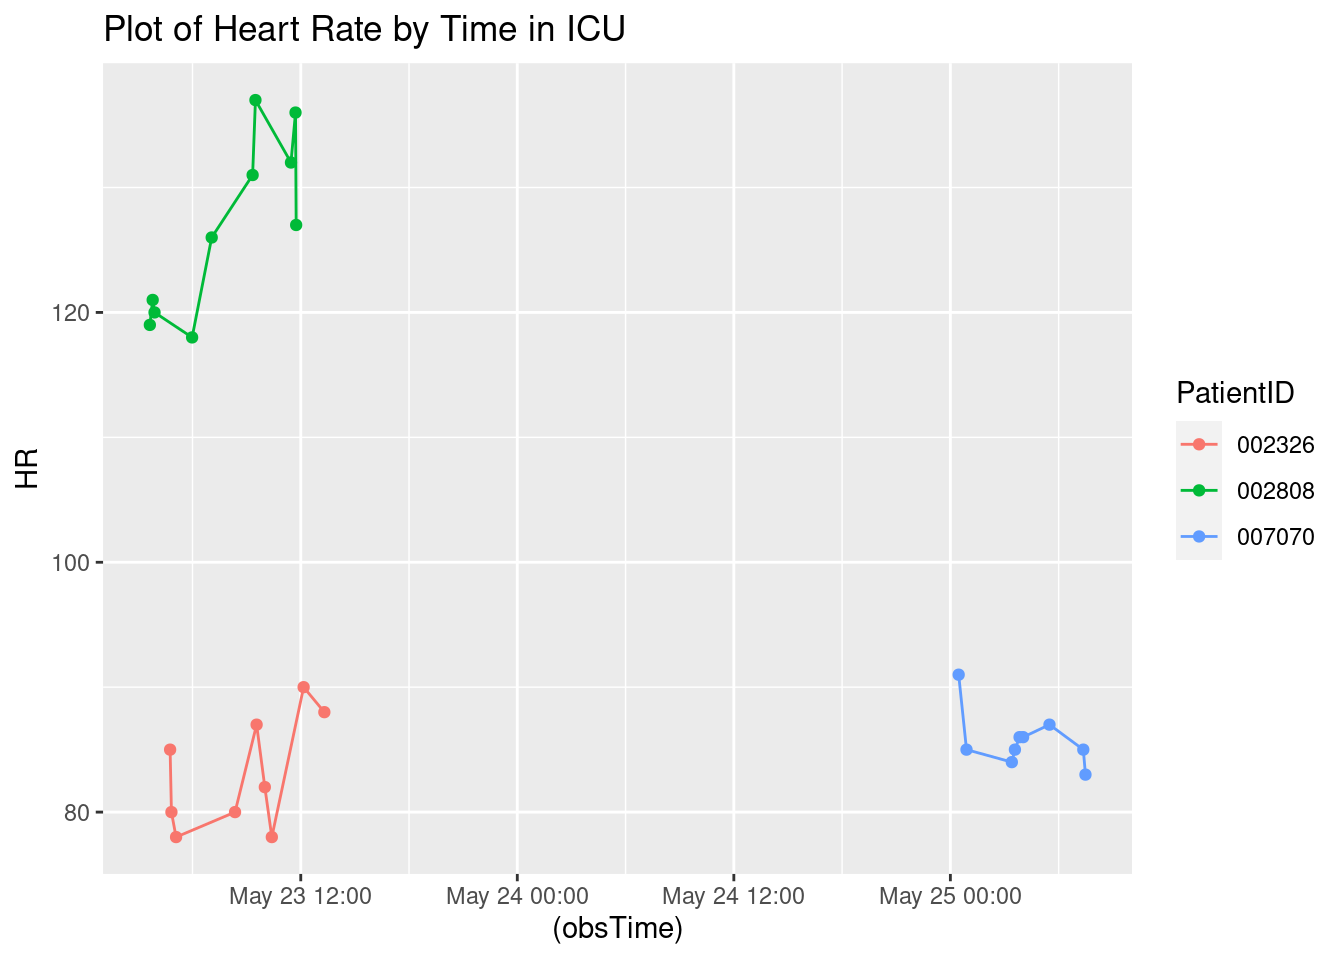 Plot of Heart Rate by Time in ICU
HR
120
100
80
May 23 12:00
May 24 00:00
May 24 12:00
May 25 00:00
(obsTime)
PatientID
002326
002808
007070